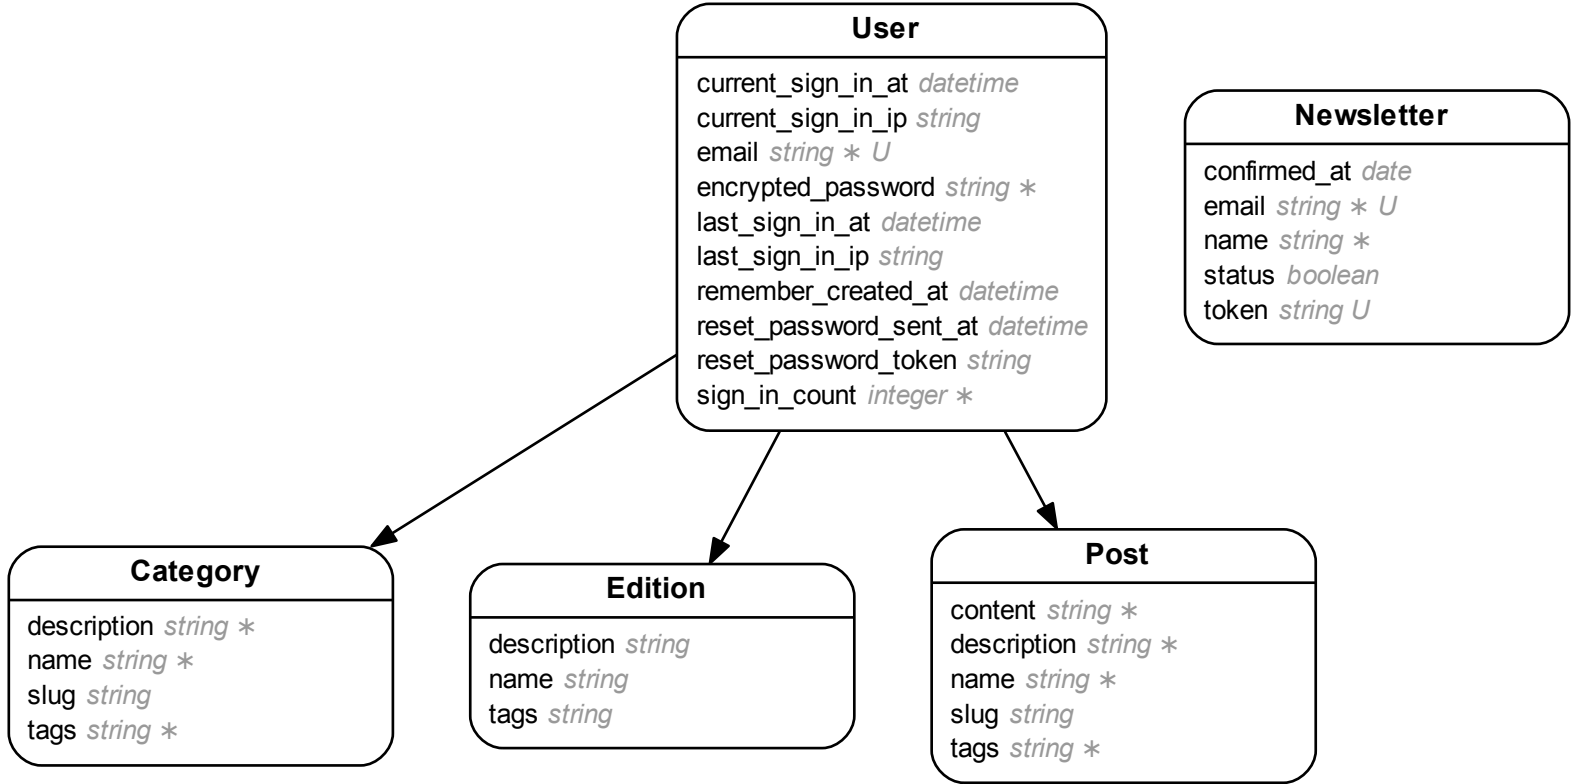 User
current_sign_in_at datetime
current_sign_in_ip string
email string ∗ U
encrypted_password string ∗
last_sign_in_at datetime
last_sign_in_ip string
remember_created_at datetime
reset_password_sent_at datetime
reset_password_token string
sign_in_count integer ∗
Newsletter
confirmed_at date
email string ∗ U
name string ∗
status boolean
token string U
Category
description string ∗
name string ∗
slug string
tags string ∗
Edition
description string
name string
tags string
Post
content string ∗
description string ∗
name string ∗
slug string
tags string ∗